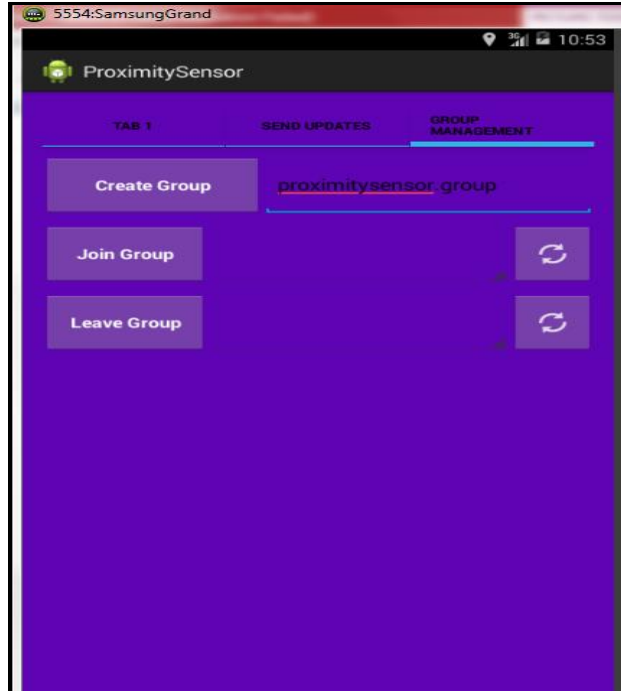 5554:SamsungGrand
3G 10:53
ProximitySensor
TAB 1 SEND UPDATES GROUP MANAGEMENT
Create Group proximitysensor.group
Join Group
Leave Group